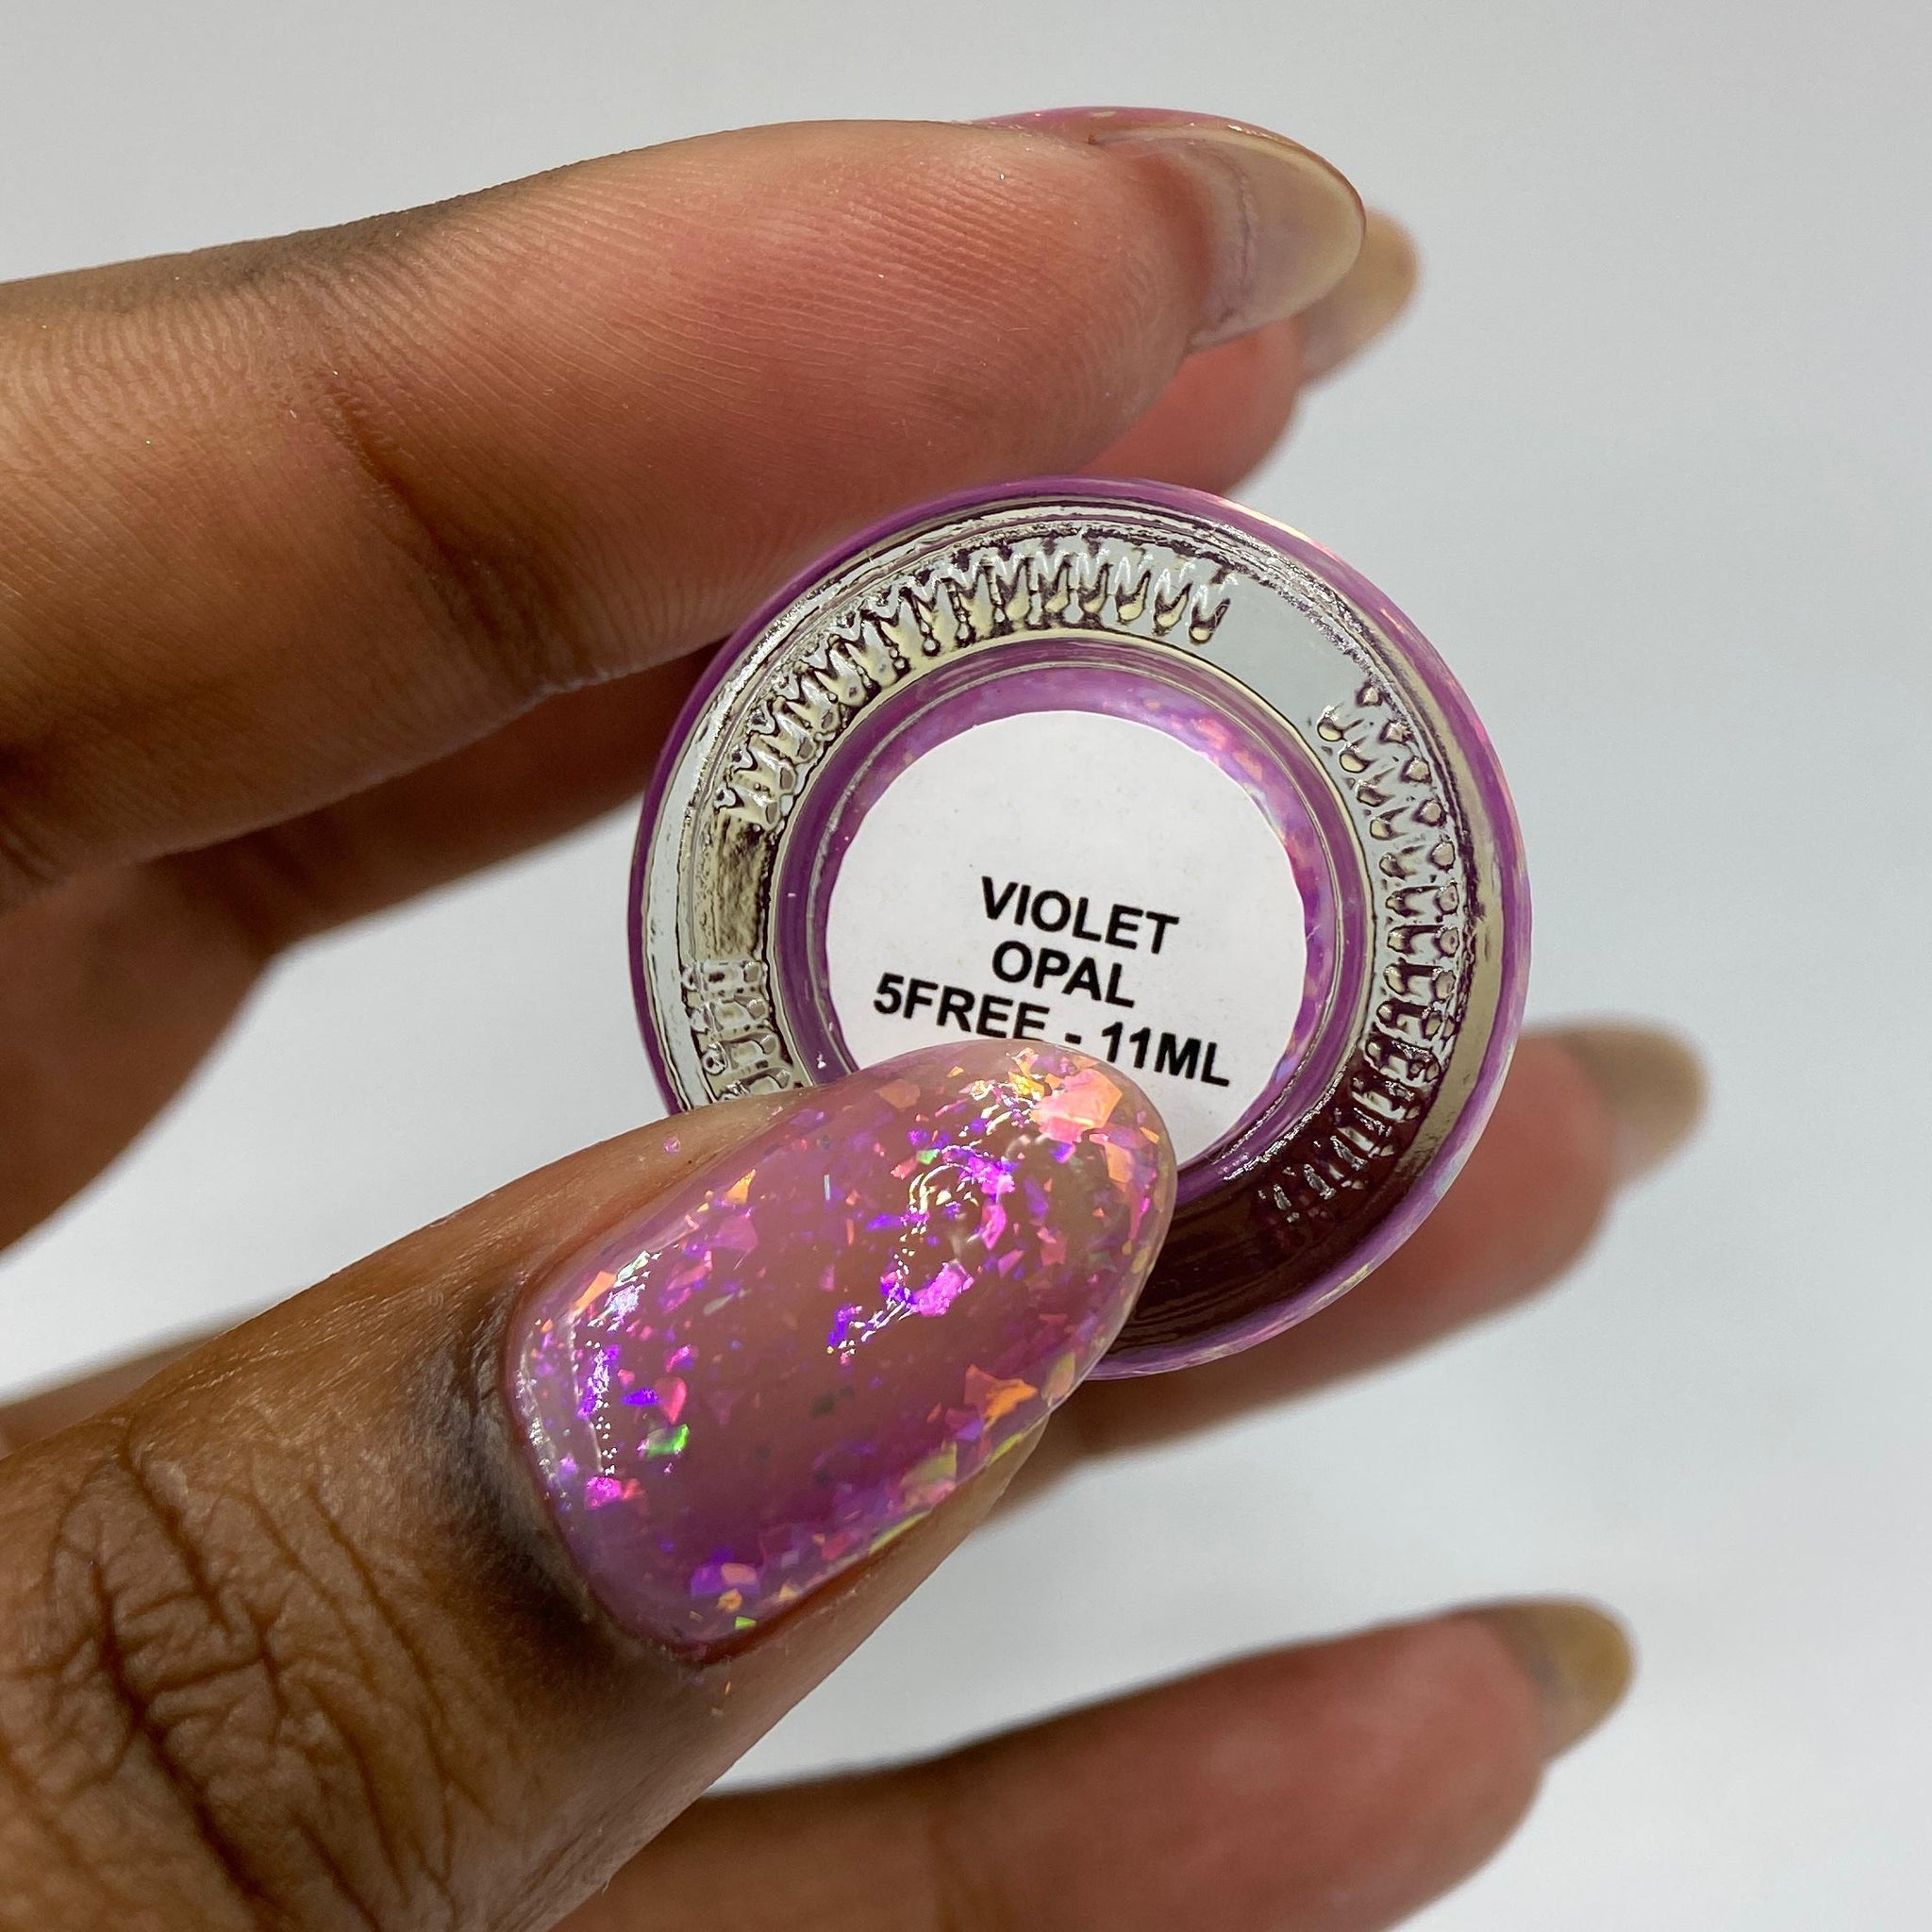 VIOLET
OPAL
5FREE - 11ML